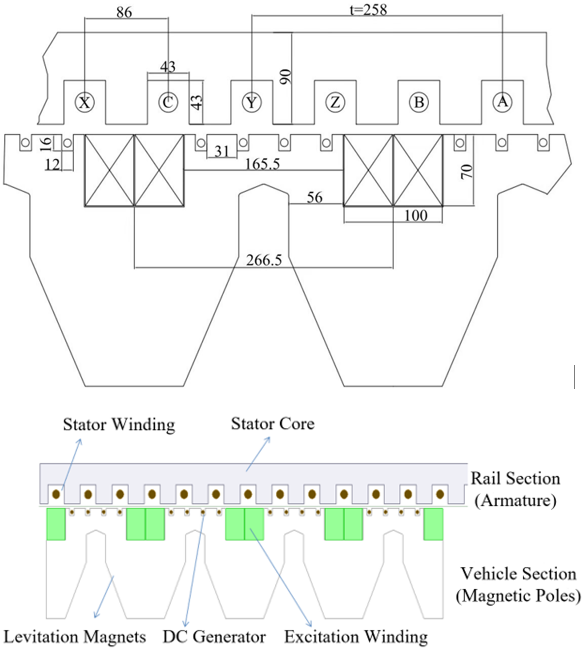 86
t=258
43
90
43
X C Y Z B A
16
12
31
165.5
70
56
100
266.5
Stator Winding
Stator Core
Rail Section
(Armature)
Vehicle Section
(Magnetic Poles)
Levitation Magnets DC Generator Excitation Winding